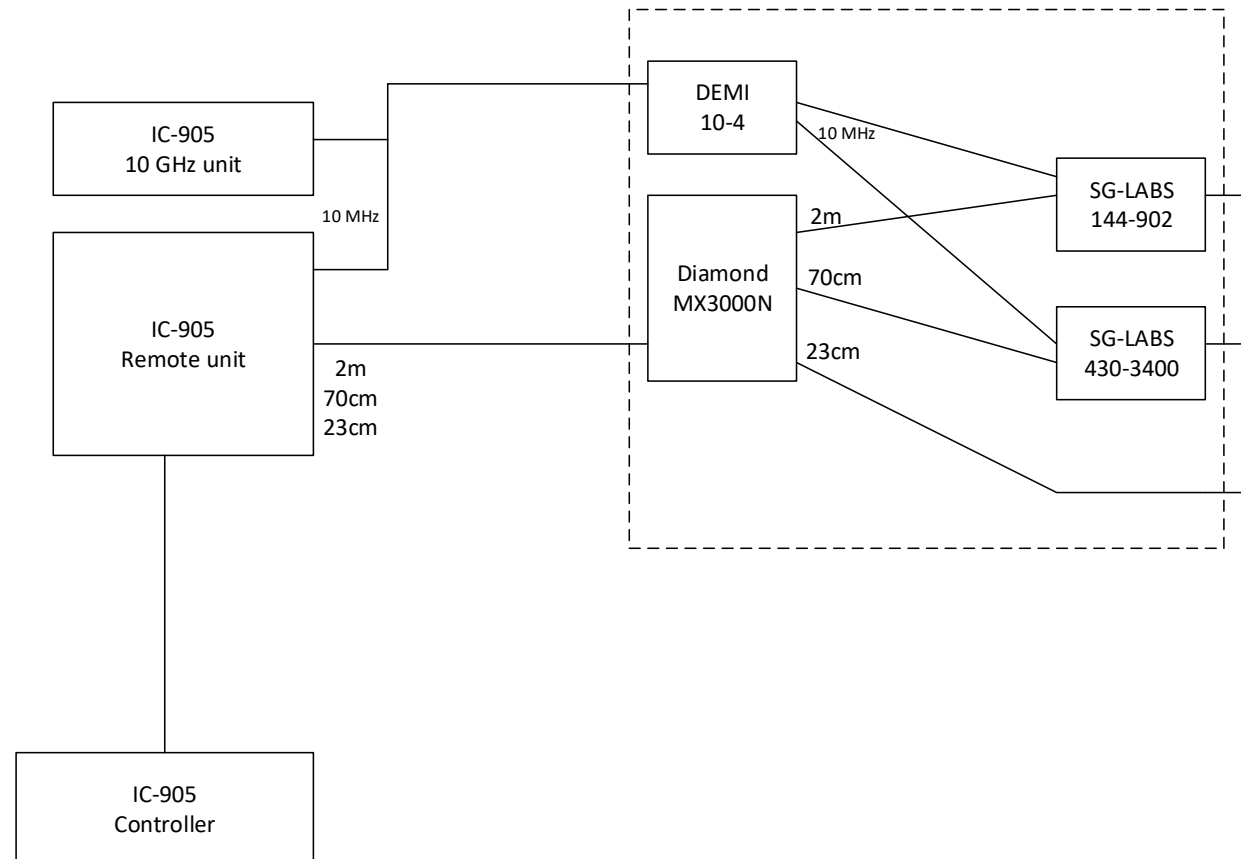 DEMI
10-4
10 MHz
IC-905
10 GHz unit
SG-LABS
144-902
10 MHz
2m
Diamond
MX3000N
70cm
IC-905
Remote unit
23cm
SG-LABS
430-3400
2m
70cm
23cm
IC-905
Controller